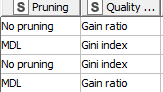 S Pruning S Quality ...
No pruning Gain ratio
MDL Gini index
No pruning Gini index
MDL Gain ratio